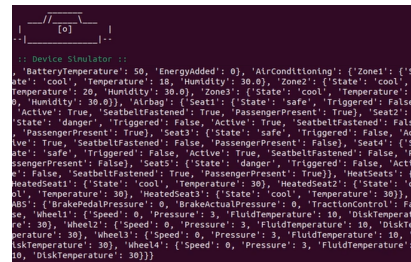 [o]
:: Device Simulator ::
, 'BatteryTemperature': 50, 'EnergyAdded': 0}, 'AirConditioning': {'Zone1': {'S
ate': 'cool', 'Temperature': 18, 'Humidity': 30.0}, 'Zone2': {'State': 'cool',
Temperature': 20, 'Humidity': 30.0}, 'Zone3': {'State': 'cool', 'Temperature':
0, 'Humidity': 30.0}}, 'Airbag': {'Seat1': {'State': 'safe', 'Triggered': False
'Active': True, 'SeatbeltFastened': True, 'PassengerPresent': True}, 'Seat2':
'State': 'danger', 'Triggered': False, 'Active': True, 'SeatbeltFastened': Fals
, 'PassengerPresent': True}, 'Seat3': {'State': 'safe', 'Triggered': False, 'Ac
ive': True, 'SeatbeltFastened': False, 'PassengerPresent': False}, 'Seat4': {'S
ate': 'safe', 'Triggered': False, 'Active': True, 'SeatbeltFastened': False, '
ssengerPresent': False}, 'Seat5': {'State': 'danger', 'Triggered': False, 'Act
e': True, 'SeatbeltFastened': False, 'PassengerPresent': True}}, 'HeatSeats': {
HeatedSeat1': {'State': 'cool', 'Temperature': 30}, 'HeatedSeat2': {'State': 'c
ol', 'Temperature': 30}, 'HeatedSeat3': {'State': 'cool', 'Temperature': 30}},
ABS': {'BrakePedalPressure': 0, 'BrakeActualPressure': 0, 'TractionControl': Fa
se, 'Wheel1': {'Speed': 0, 'Pressure': 3, 'FluidTemperature': 10, 'DiskTempera
re': 30}, 'Wheel2': {'Speed': 0, 'Pressure': 3, 'FluidTemperature': 10, 'DiskT
perature': 30}, 'Wheel3': {'Speed': 0, 'Pressure': 3, 'FluidTemperature': 10,
iskTemperature': 30}, 'Wheel4': {'Speed': 0, 'Pressure': 3, 'FluidTemperature':
10, 'DiskTemperature': 30}}}